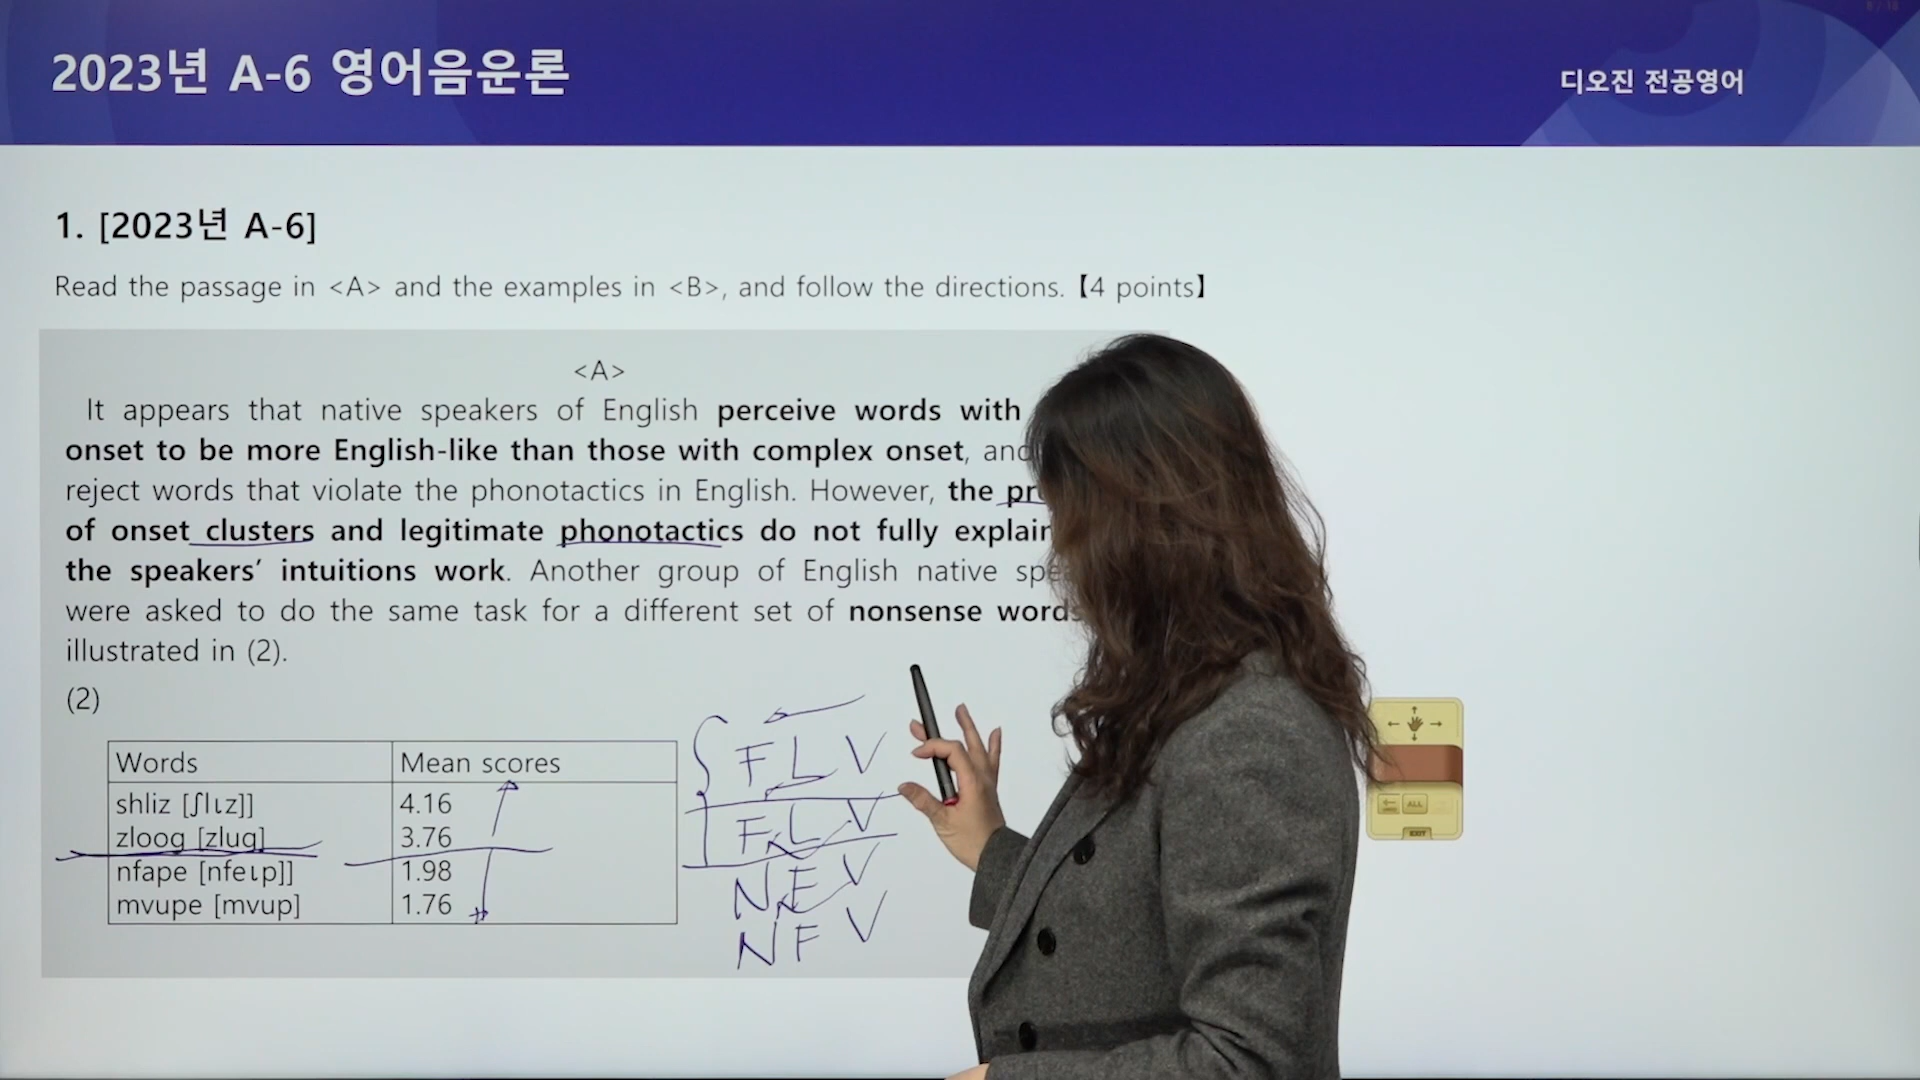 2023년 A-6 영어음운론
디오진 전공영어
1. [2023년 A-6]
Read the passage in <A> and the examples in <B>, and follow the directions.【4 points】
<A>
It appears that native speakers of English perceive words with
onset to be more English-like than those with complex onset, and
reject words that violate the phonotactics in English. However, the
of onset clusters and legitimate phonotactics do not fully explain
the speakers' intuitions work. Another group of English native
were asked to do the same task for a different set of nonsense words
illustrated in (2).
(2)
Words Mean scores
shliz [ʃlɩz]] 4.16
zloog [zlug] 3.76
nfape [nfeɩp]] 1.98
mvupe [mvup] 1.76
F L V
F L V
N F V
N F V
ALL
EXIT